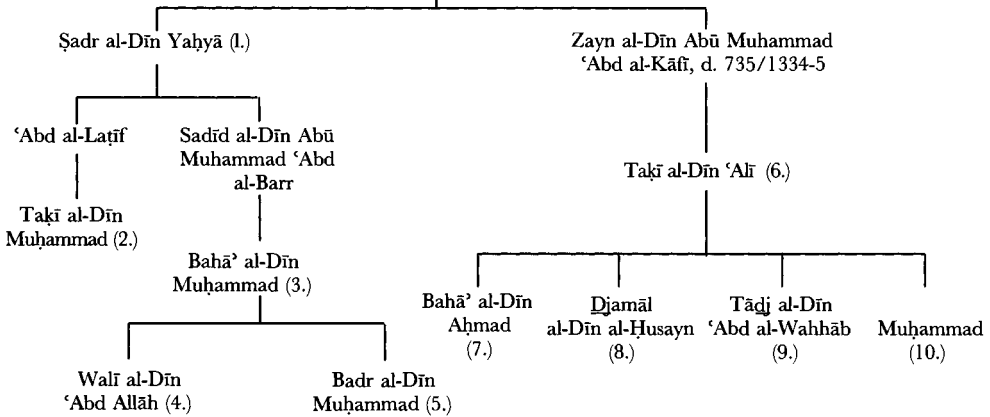 Ṣadr al-Dīn Yaḥyā (1.)
Zayn al-Dīn Abū Muhammad
ʿAbd al-Kāfī, d. 735/1334-5
ʿAbd al-Laṭīf
Sadīd al-Dīn Abū
Muhammad ʿAbd
al-Barr
Taḳī al-Dīn ʿAlī (6.)
Taḳī al-Dīn
Muḥammad (2.)
Bahāʾ al-Dīn
Muḥammad (3.)
Bahāʾ al-Dīn
Aḥmad
(7.)
D̲j̲amāl
al-Dīn al-Ḥusayn
(8.)
Tād̲j̲ al-Dīn
ʿAbd al-Wahhāb
(9.)
Muḥammad
(10.)
Walī al-Dīn
ʿAbd Allāh (4.)
Badr al-Dīn
Muḥammad (5.)